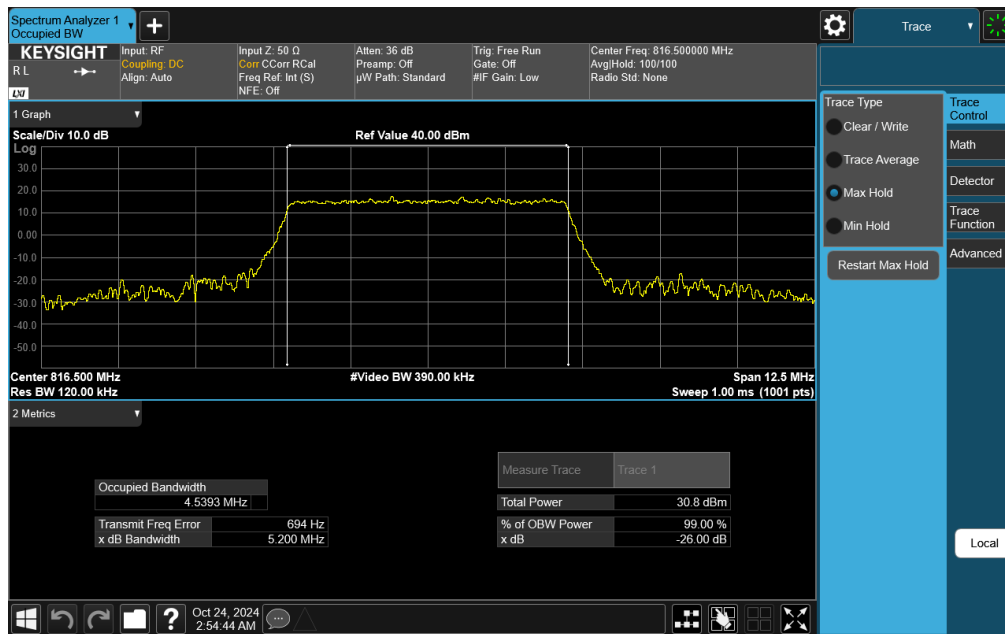 Spectrum Analyzer 1
Occupied BW
Trace
KEYSIGHT
R L
LXI
Input: RF
Coupling: DC
Align: Auto
Input Z: 50 Ω
Corr CCorr RCal
Freq Ref: Int (S)
NFE: Off
Atten: 36 dB
Preamp: Off
µW Path: Standard
Trig: Free Run
Gate: Off
#IF Gain: Low
Center Freq: 816.500000 MHz
Avg|Hold: 100/100
Radio Std: None
1 Graph
Scale/Div 10.0 dB
Ref Value 40.00 dBm
Log
30.0
20.0
10.0
0.00
-10.0
-20.0
-30.0
-40.0
-50.0
Center 816.500 MHz
#Video BW 390.00 kHz
Span 12.5 MHz
Res BW 120.00 kHz
Sweep 1.00 ms (1001 pts)
2 Metrics
Measure Trace
Trace 1
Occupied Bandwidth
4.5393 MHz
Total Power
30.8 dBm
Transmit Freq Error
694 Hz
% of OBW Power
99.00 %
x dB Bandwidth
5.200 MHz
x dB
-26.00 dB
Trace Type
Clear / Write
Trace Average
Max Hold
Min Hold
Restart Max Hold
Trace
Control
Math
Detector
Trace
Function
Advanced
Local
?
Oct 24, 2024
2:54:44 AM